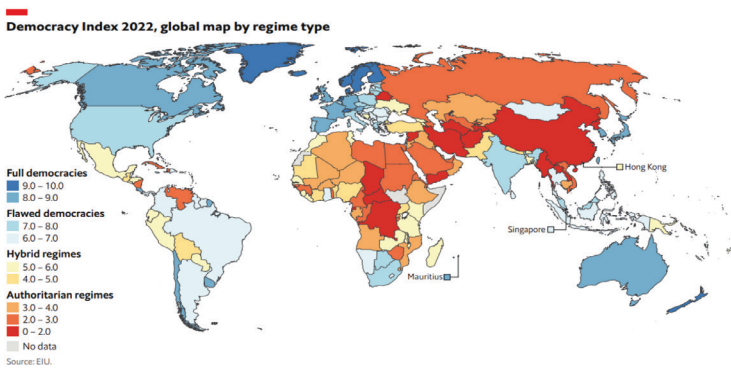 Democracy Index 2022, global map by regime type
Full democracies
9.0 – 10.0
8.0 – 9.0
Flawed democracies
7.0 – 8.0
6.0 – 7.0
Hybrid regimes
5.0 – 6.0
4.0 – 5.0
Authoritarian regimes
3.0 – 4.0
2.0 – 3.0
0 – 2.0
No data
Hong Kong
Singapore
Mauritius
Source: EIU.